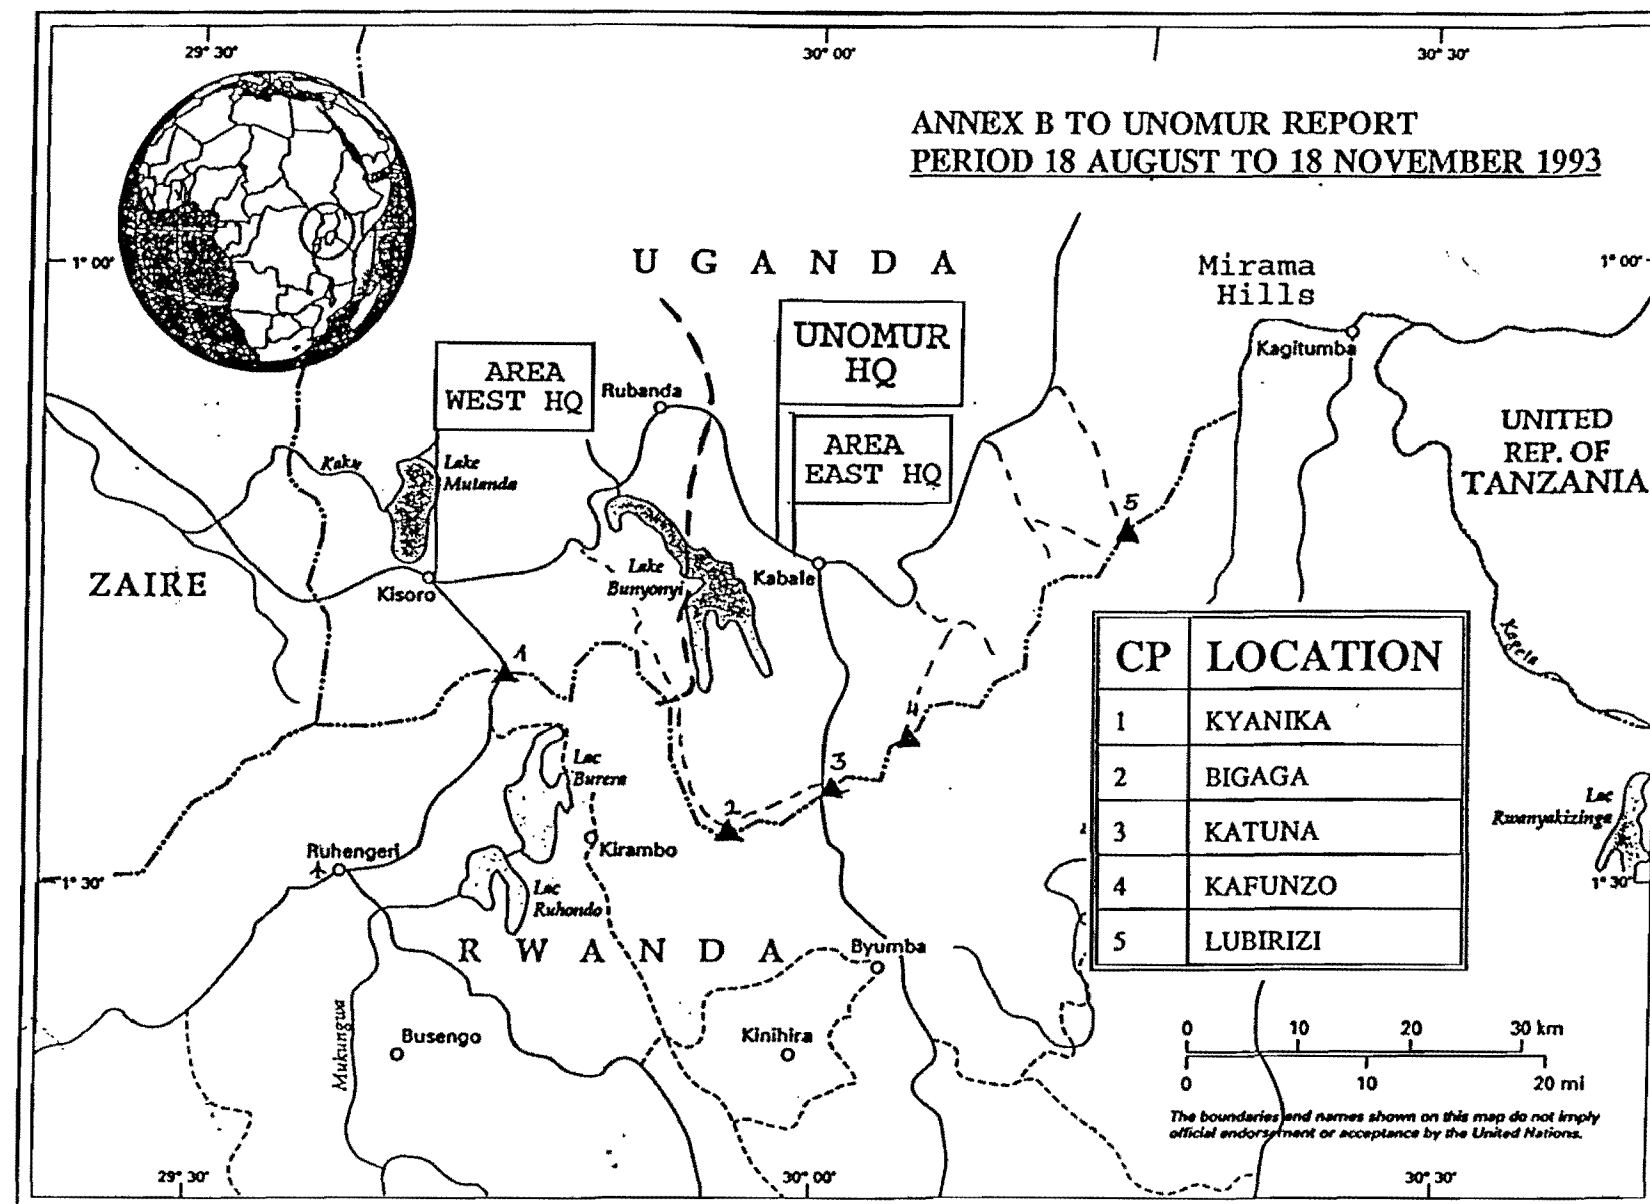 29° 30'
30° 00'
30° 30'
ANNEX B TO UNOMUR REPORT
PERIOD 18 AUGUST TO 18 NOVEMBER 1993
1° 00'
U G A N D A
Mirama
Hills
1° 00'
UNOMUR
HQ
Kagitumba
AREA
WEST HQ
Rubanda
UNITED
REP. OF
TANZANIA
AREA
EAST HQ
Kaku
Lake
Mutanda
5
ZAIRE
Kisoro
Lake
Bunyonyi
Kabale
Kagela
1
CP LOCATION
1 KYANIKA
2 BIGAGA
3 KATUNA
4 KAFUNZO
5 LUBIRIZI
4
3
2
Lac
Burera
Lac
Rwanyakizinga
Ruhengeri
Kirambo
1° 30'
1° 30'
Lac
Ruhondo
R W A N D A
Byumba
Mukungwa
Busengo
Kinihira
0 10 20 30 km
0 10 20 mi
The boundaries and names shown on this map do not imply
official endorsement or acceptance by the United Nations.
29° 30'
30° 00'
30° 30'